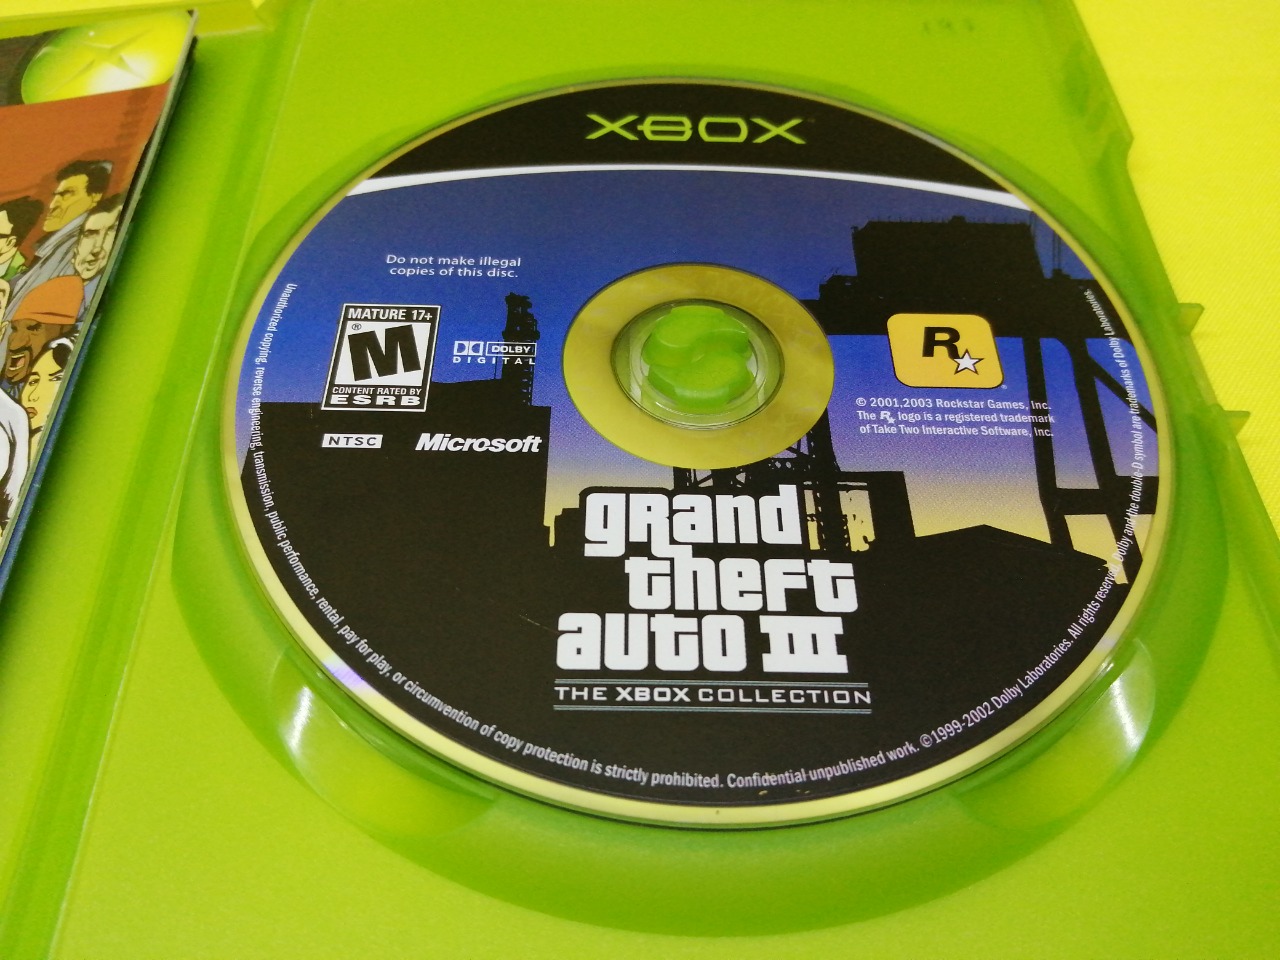 XBOX
Do not make illegal
copies of this disc.
MATURE 17+
M
®
CONTENT RATED BY
ESRB
DOLBY
DIGITAL
NTSC
Microsoft
R
®
© 2001,2003 Rockstar Games, Inc.
The R logo is a registered trademark
of Take Two Interactive Software, Inc.
grand
theft
auto III
THE XBOX COLLECTION
Unauthorized copying, reverse engineering, transmission, public performance, rental, pay for play, or circumvention of copy protection is strictly prohibited. Confidential unpublished work. ©1999-2002 Dolby Laboratories. All rights reserved. Dolby and the double-D symbol are trademarks of Dolby Laboratories.